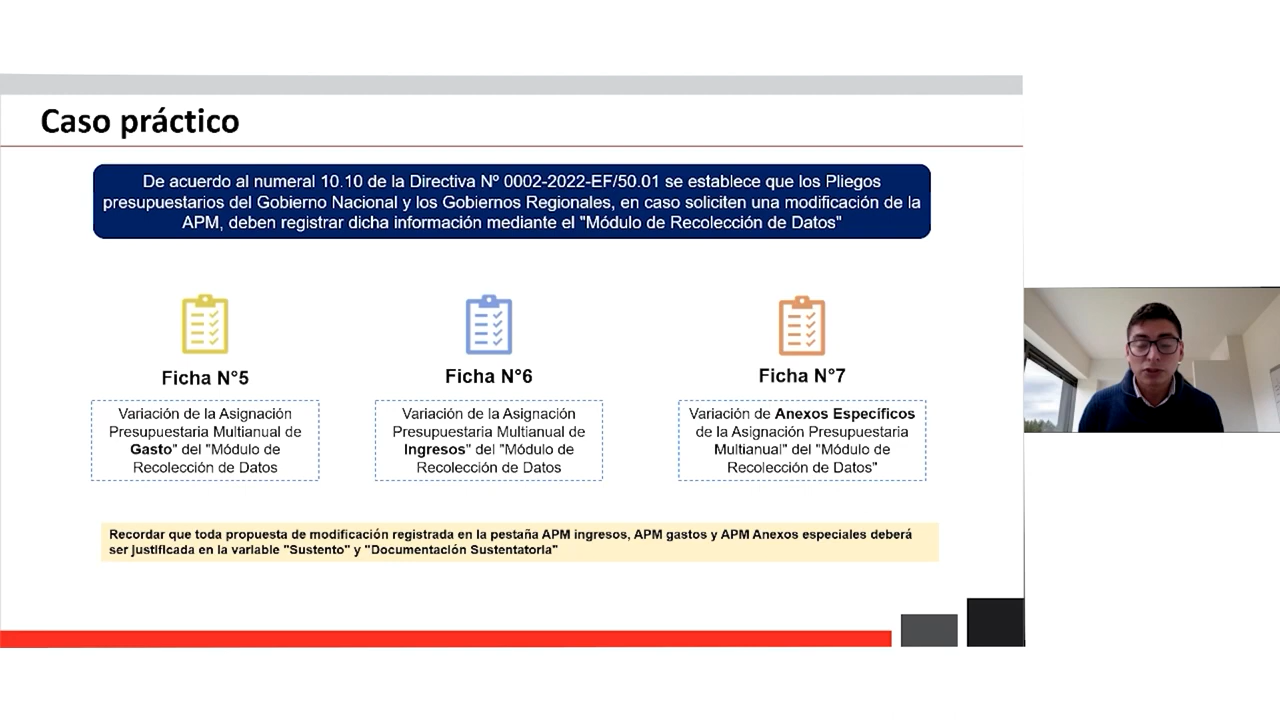 Caso práctico
De acuerdo al numeral 10.10 de la Directiva Nº 0002-2022-EF/50.01 se establece que los Pliegos
presupuestarios del Gobierno Nacional y los Gobiernos Regionales, en caso soliciten una modificación de la
APM, deben registrar dicha información mediante el "Módulo de Recolección de Datos"
Ficha N°5
Variación de la Asignación
Presupuestaria Multianual de
Gasto" del "Módulo de
Recolección de Datos
Ficha N°6
Variación de la Asignación
Presupuestaria Multianual de
Ingresos" del "Módulo de
Recolección de Datos
Ficha N°7
Variación de Anexos Específicos
de la Asignación Presupuestaria
Multianual" del "Módulo de
Recolección de Datos"
Recordar que toda propuesta de modificación registrada en la pestaña APM ingresos, APM gastos y APM Anexos especiales deberá
ser justificada en la variable "Sustento" y "Documentación Sustentatoria"